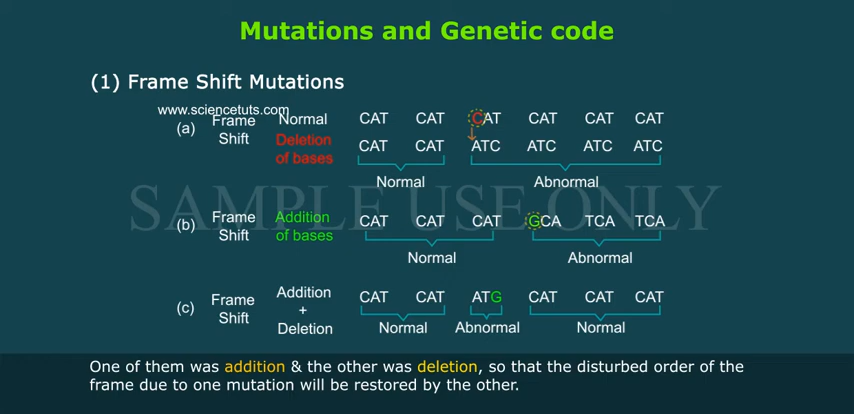 Mutations and Genetic code
(1) Frame Shift Mutations
www.sciencetuts.com
(a) Frame Shift Normal CAT CAT CAT CAT CAT CAT
Deletion of bases CAT CAT ATC ATC ATC ATC
Normal Abnormal
SAMPLE USE ONLY
(b) Frame Shift Addition of bases CAT CAT CAT GCA TCA TCA
Normal Abnormal
(c) Frame Shift Addition + Deletion CAT CAT ATG CAT CAT CAT
Normal Abnormal Normal
One of them was addition & the other was deletion, so that the disturbed order of the
frame due to one mutation will be restored by the other.